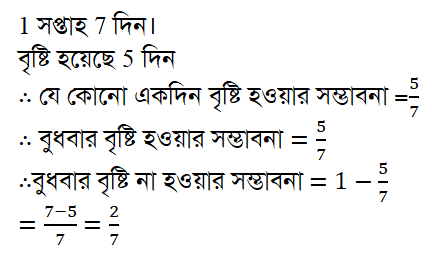 1 সপ্তাহ 7 দিন।
বৃষ্টি হয়েছে 5 দিন
∴ যে কোনো একদিন বৃষ্টি হওয়ার সম্ভাবনা =5/7
∴ বুধবার বৃষ্টি হওয়ার সম্ভাবনা = 5/7
∴বুধবার বৃষ্টি না হওয়ার সম্ভাবনা = 1 − 5/7
= (7−5)/7 = 2/7